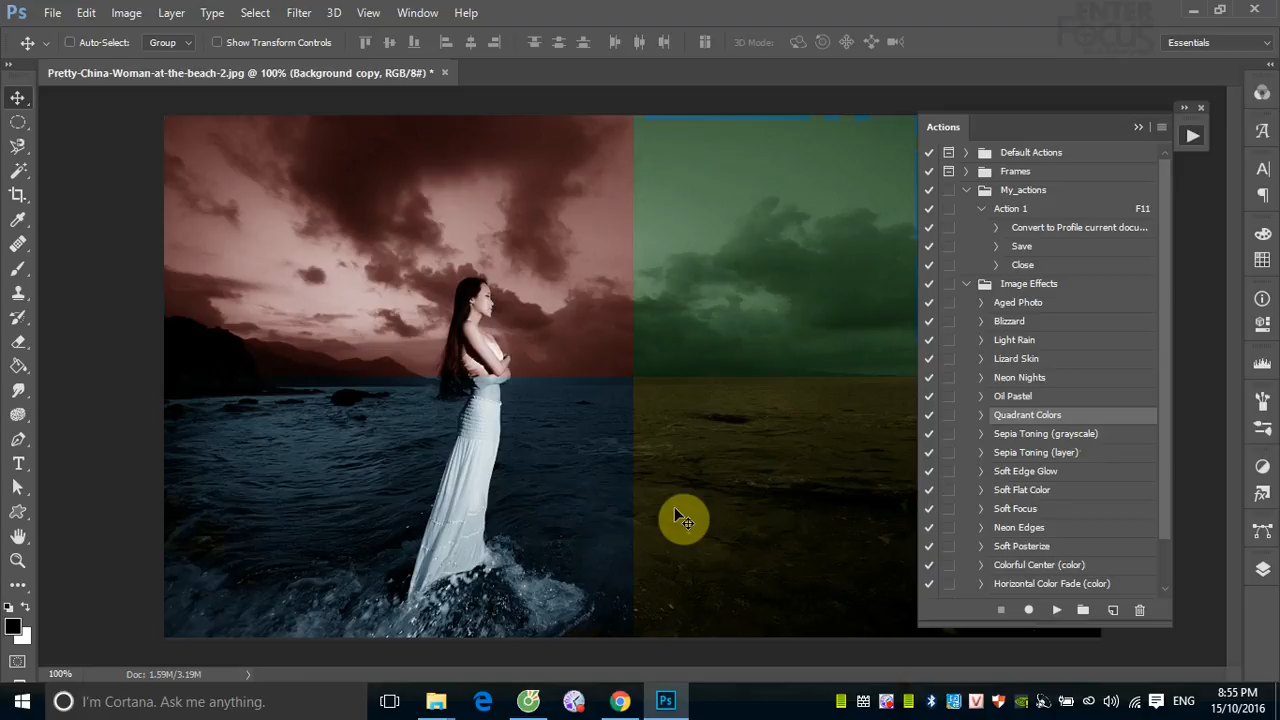 Ps File Edit Image Layer Type Select Filter 3D View Window Help
ENTER FOCUS
Auto-Select: Group Show Transform Controls 3D Mode: Essentials
Pretty-China-Woman-at-the-beach-2.jpg @ 100% (Background copy, RGB/8#) *
Actions
Default Actions
Frames
My_actions
Action 1 F11
Convert to Profile current docu...
Save
Close
Image Effects
Aged Photo
Blizzard
Light Rain
Lizard Skin
Neon Nights
Oil Pastel
Quadrant Colors
Sepia Toning (grayscale)
Sepia Toning (layer)
Soft Edge Glow
Soft Flat Color
Soft Focus
Neon Edges
Soft Posterize
Colorful Center (color)
Horizontal Color Fade (color)
100% Doc: 1.59M/3.19M
I'm Cortana. Ask me anything.
Ps
ENG
8:55 PM
15/10/2016